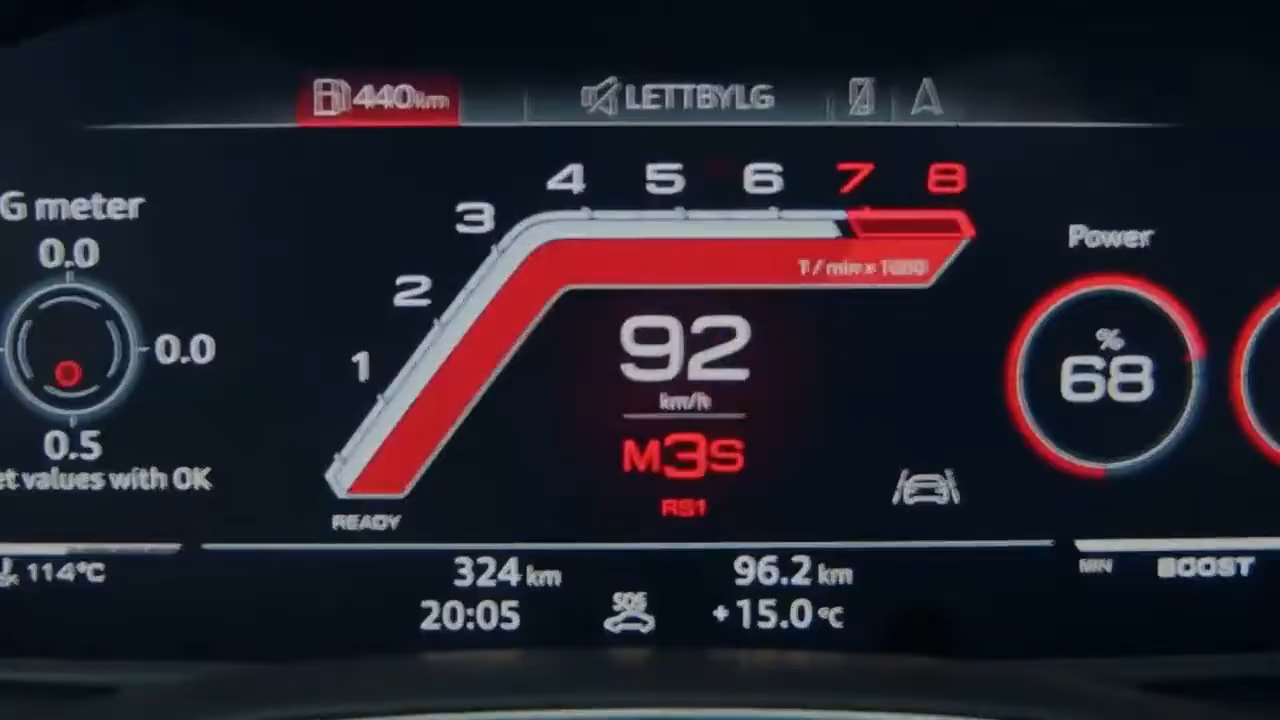 440km
LETTBYLG
4 5 6 7 8
3
2
1
1 / min x 1000
G meter
0.0
0.0
0.5
et values with OK
92
km/h
M3S
RS1
READY
Power
%
68
114°C
324 km
96.2 km
20:05
SOS
+15.0 °C
MIN
BOOST